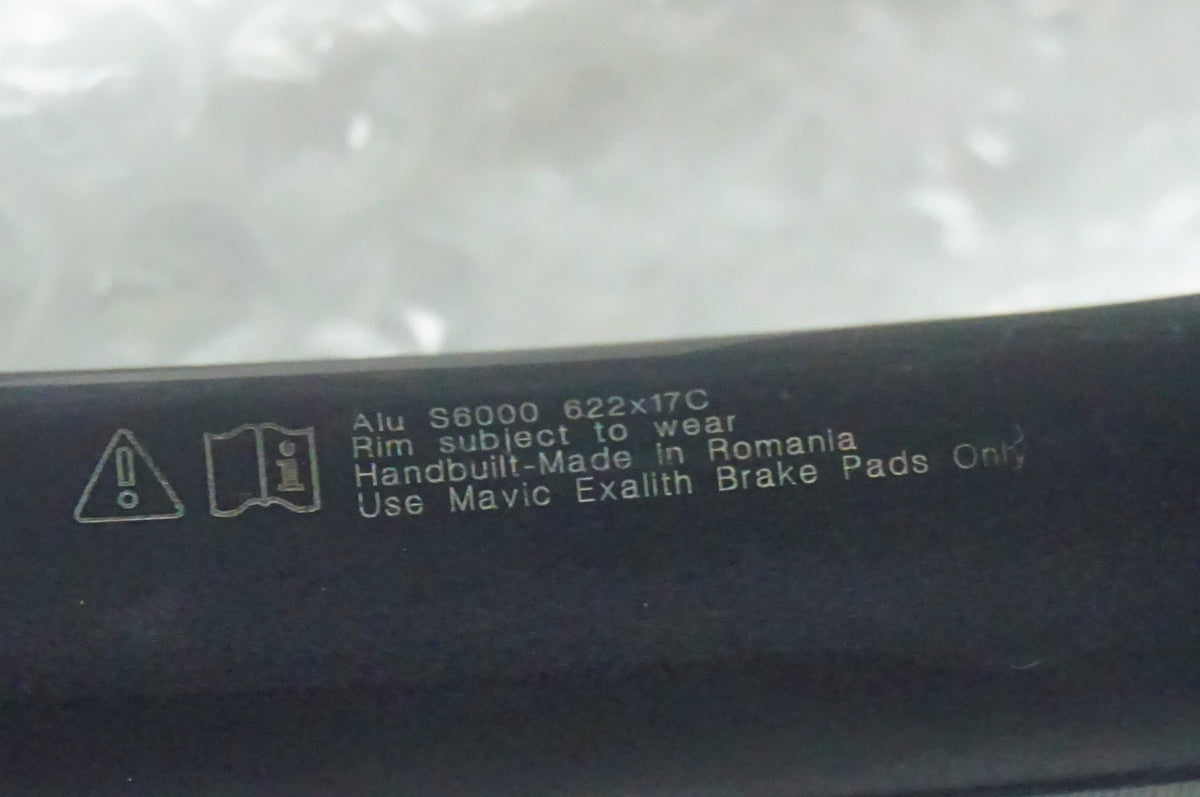 Alu S6000 622x17C
Rim subject to wear
Handbuilt-Made in Romania
Use Mavic Exalith Brake Pads Only